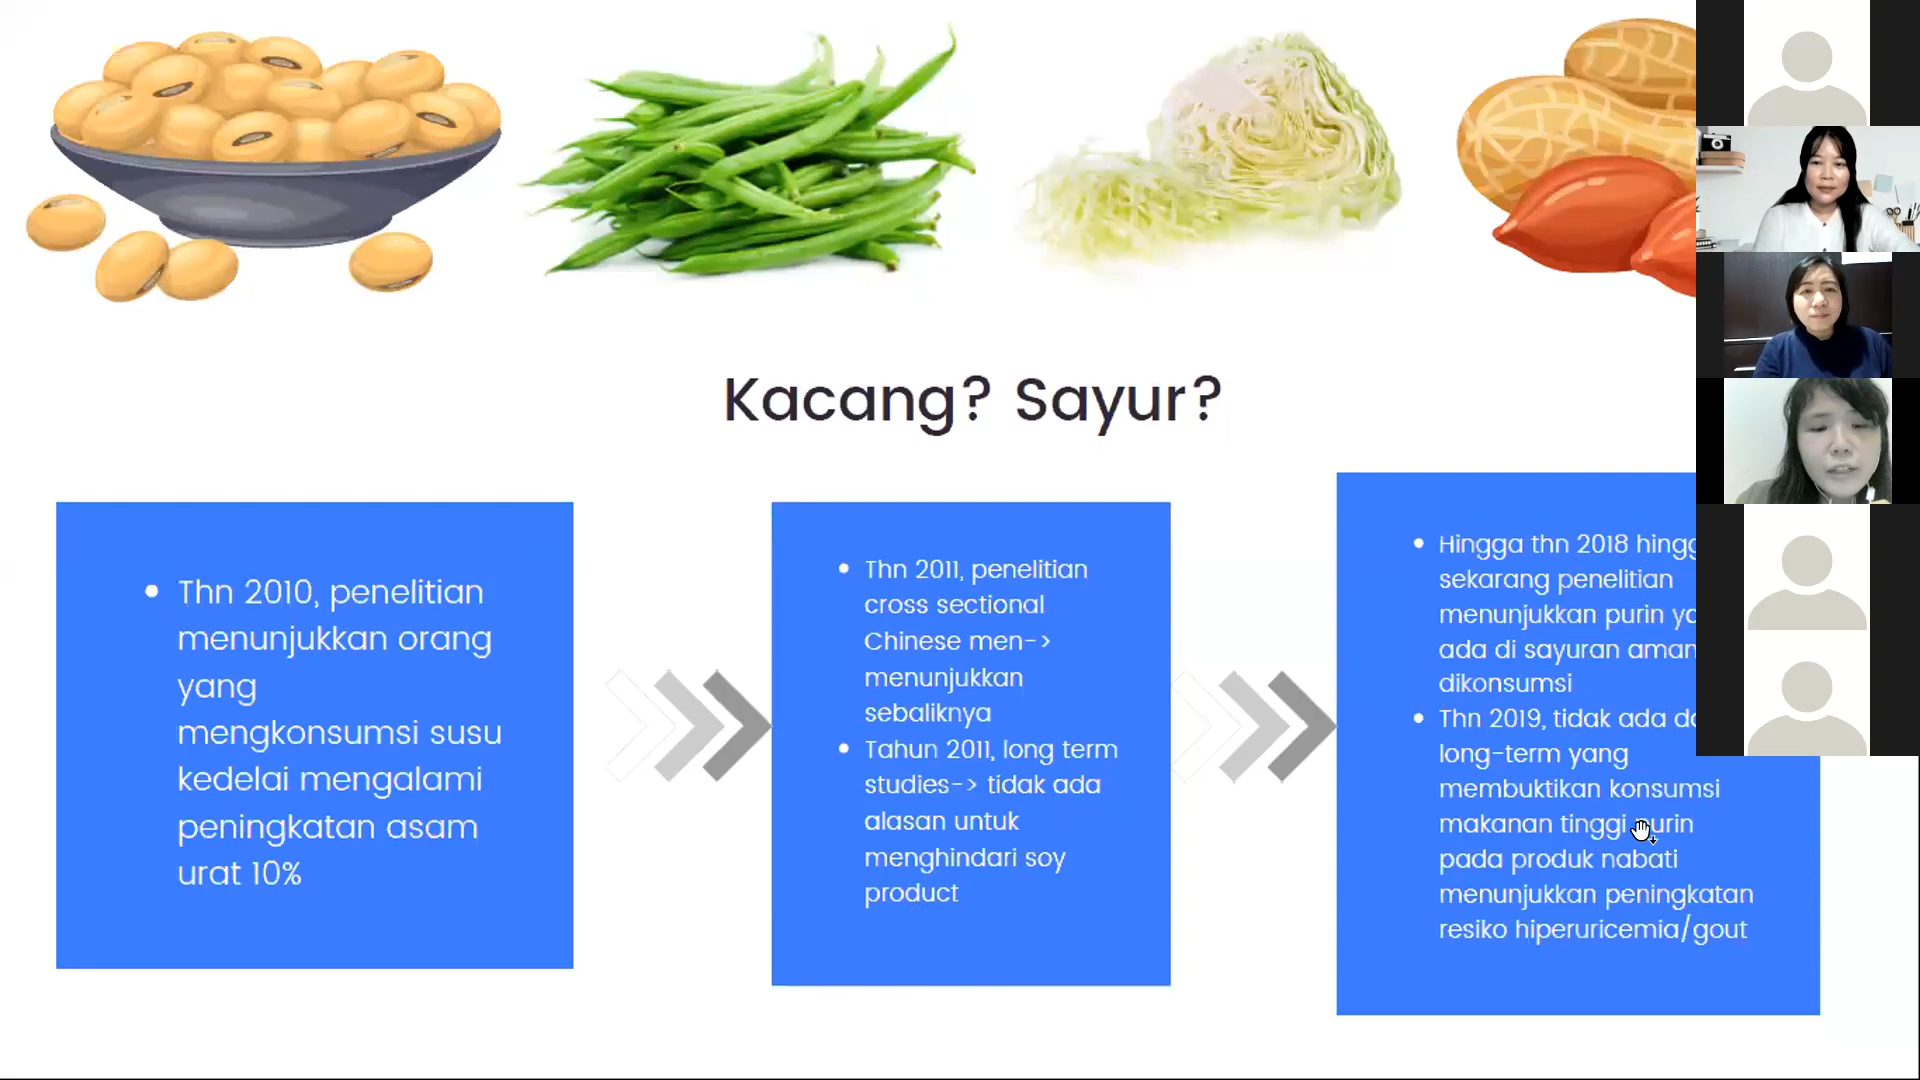 Kacang? Sayur?
Thn 2010, penelitian
menunjukkan orang
yang
mengkonsumsi susu
kedelai mengalami
peningkatan asam
urat 10%
Thn 2011, penelitian
cross sectional
Chinese men->
menunjukkan
sebaliknya
Tahun 2011, long term
studies-> tidak ada
alasan untuk
menghindari soy
product
Hingga thn 2018
sekarang penelitian
menunjukkan purin
ada di sayuran aman
dikonsumsi
Thn 2019, tidak ada
long-term yang
membuktikan konsumsi
makanan tinggi purin
pada produk nabati
menunjukkan peningkatan
resiko hiperuricemia/gout